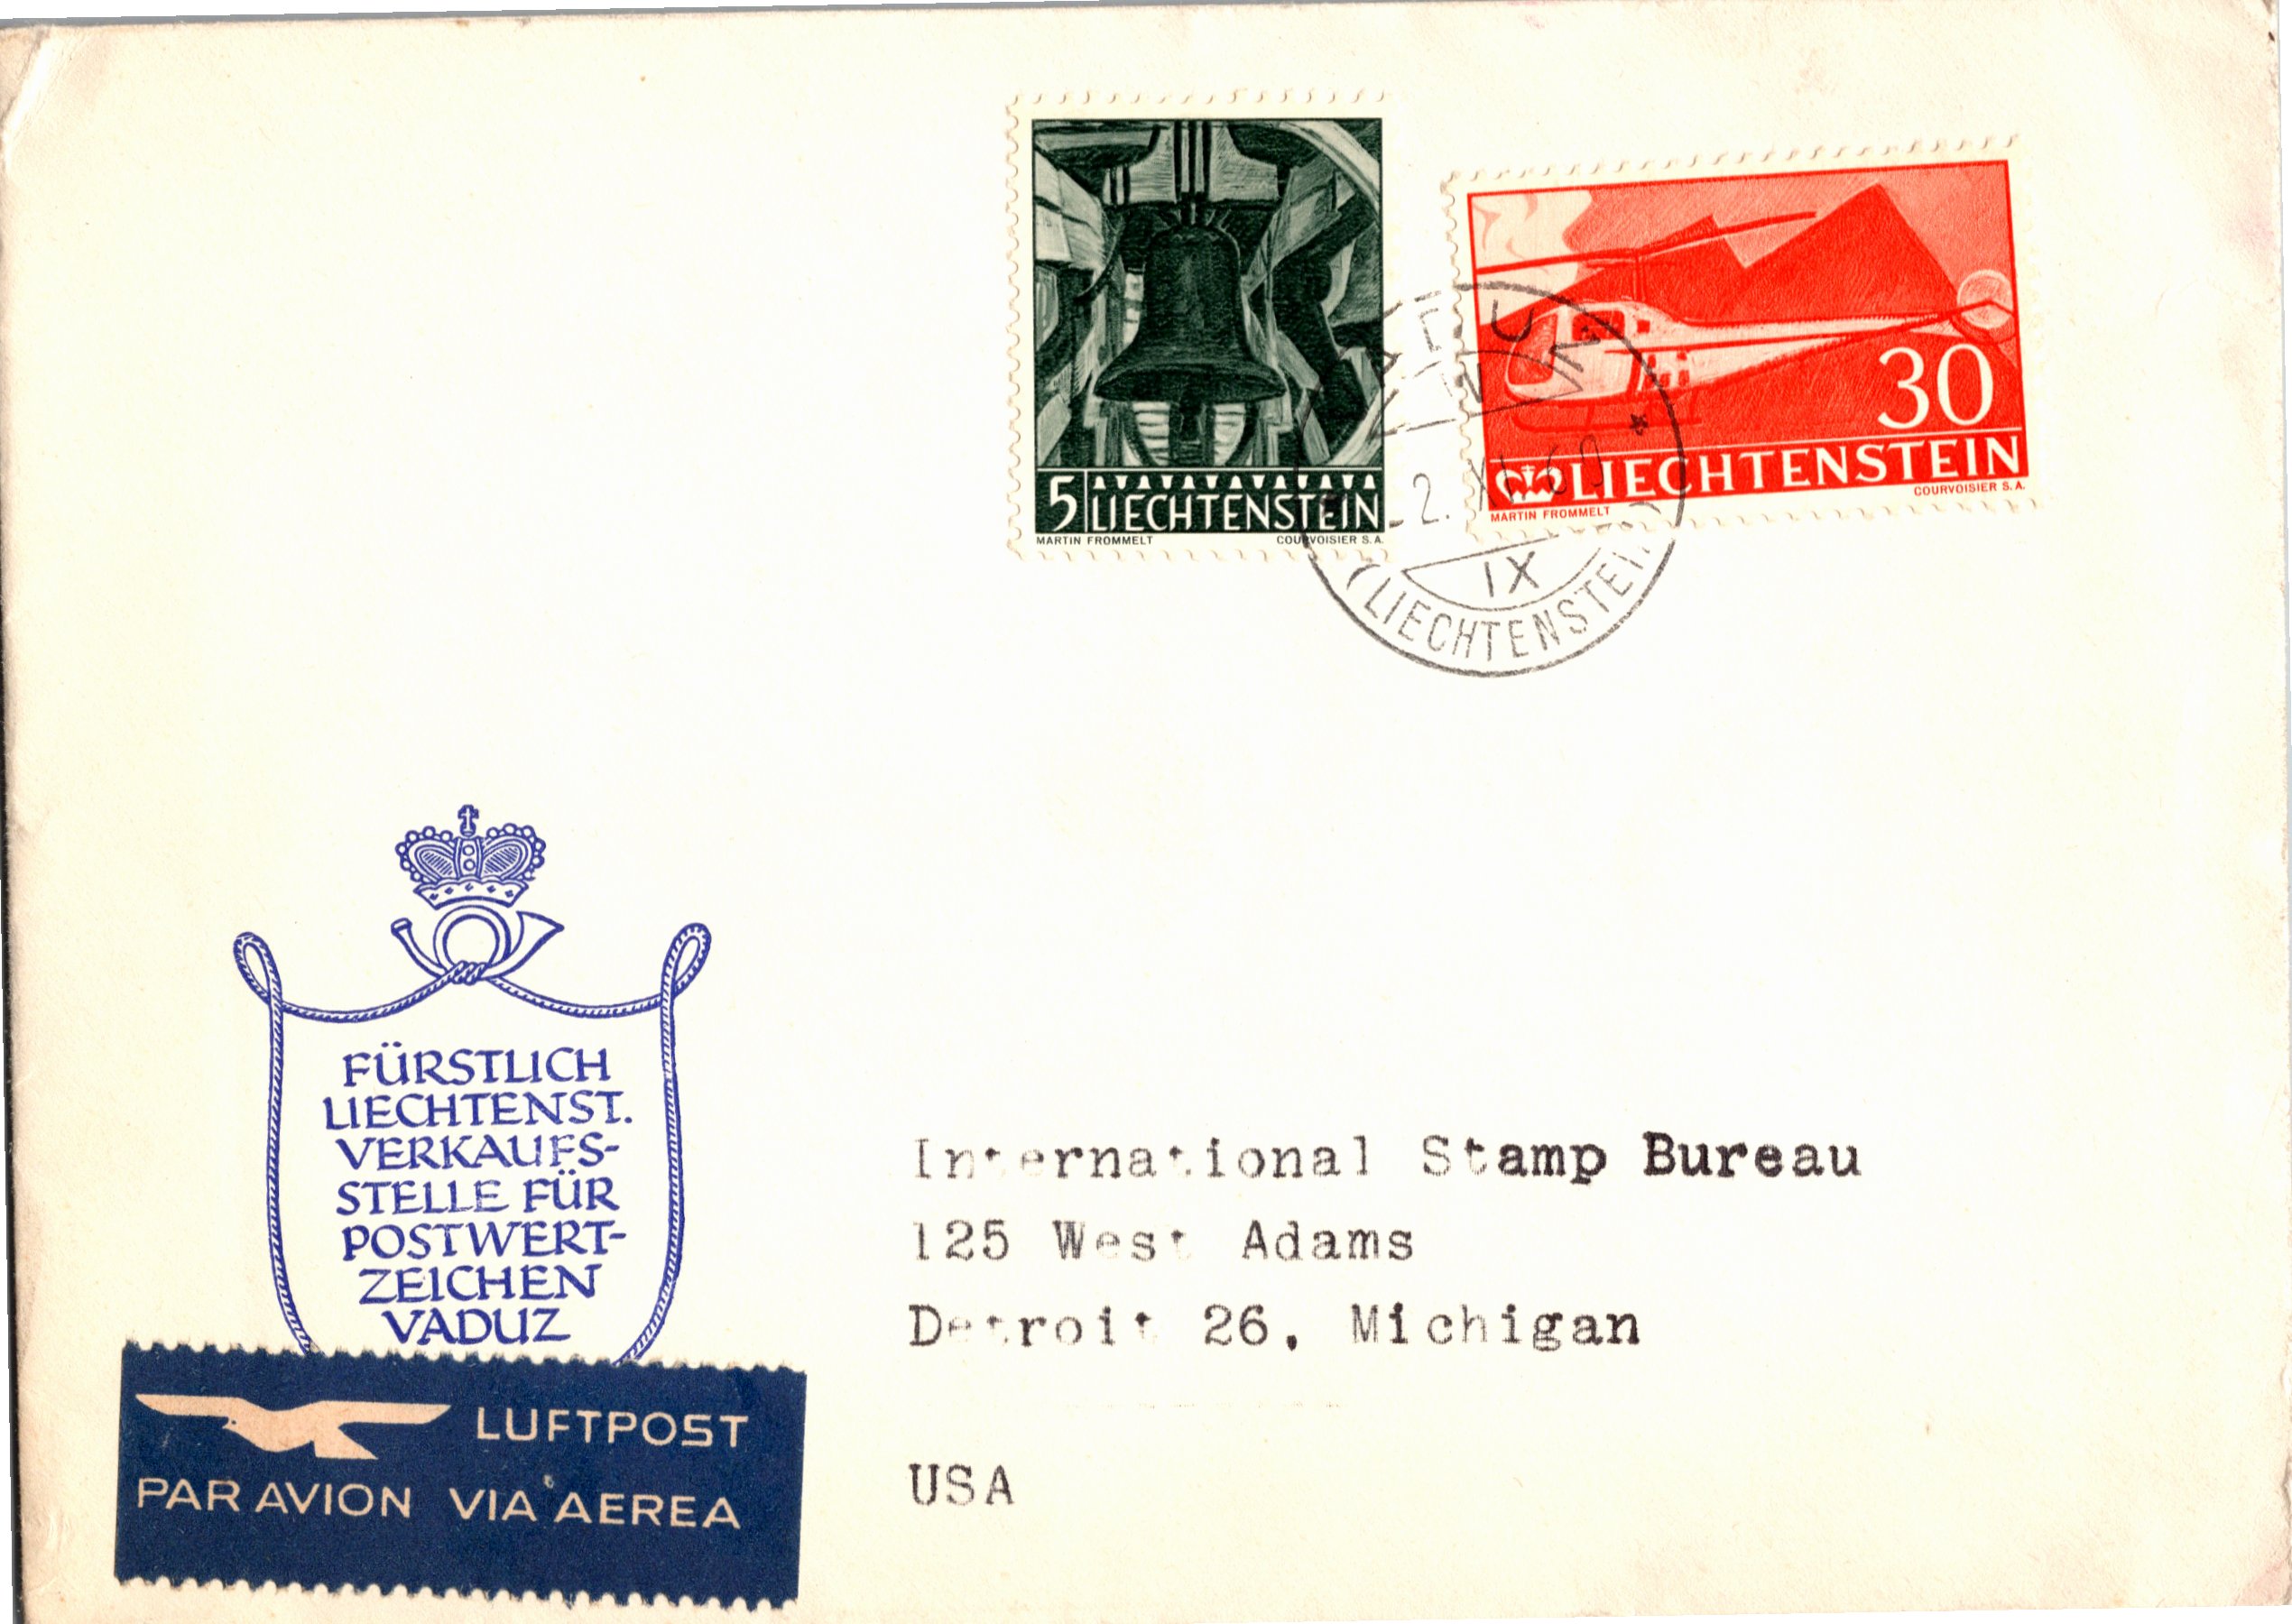 5 LIECHTENSTEIN
MARTIN FROMMELT COURVOISIER S.A.
30
LIECHTENSTEIN
MARTIN FROMMELT COURVOISIER S.A.
IX
(LIECHTENSTEIN)
FÜRSTLICH
LIECHTENST.
VERKAUFS-
STELLE FÜR
POSTWERT-
ZEICHEN
VADUZ
LUFTPOST
PAR AVION VIA AEREA
International Stamp Bureau
125 West Adams
Detroit 26, Michigan
USA